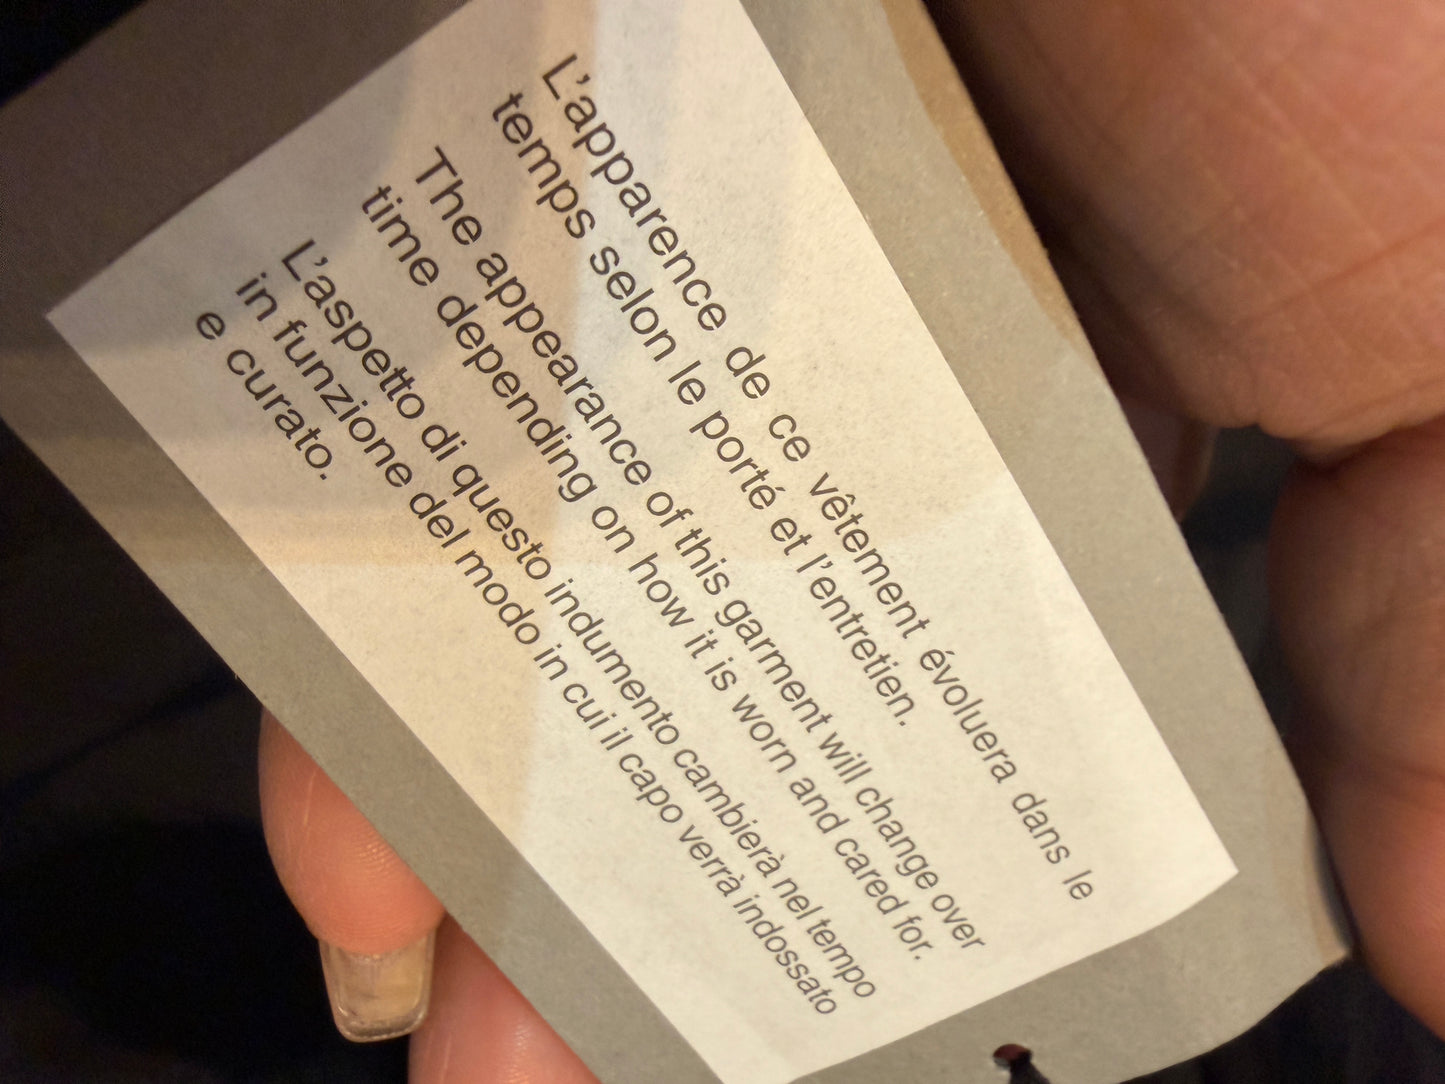 L'apparence de ce vêtement évoluera dans le
temps selon le porté et l'entretien.
The appearance of this garment will change over
time depending on how it is worn and cared for.
L'aspetto di questo indumento cambierà nel tempo
in funzione del modo in cui il capo verrà indossato
e curato.